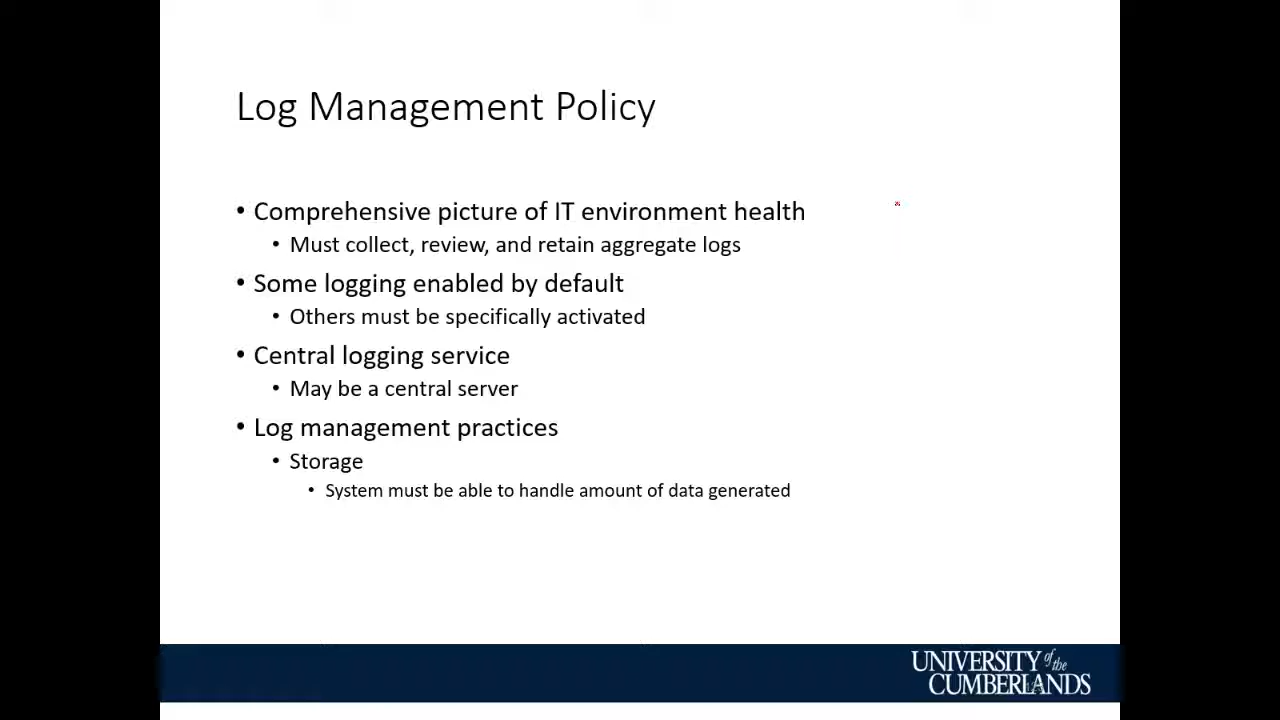 Log Management Policy
• Comprehensive picture of IT environment health
• Must collect, review, and retain aggregate logs
• Some logging enabled by default
• Others must be specifically activated
• Central logging service
• May be a central server
• Log management practices
• Storage
• System must be able to handle amount of data generated
UNIVERSITY of the
CUMBERLANDS